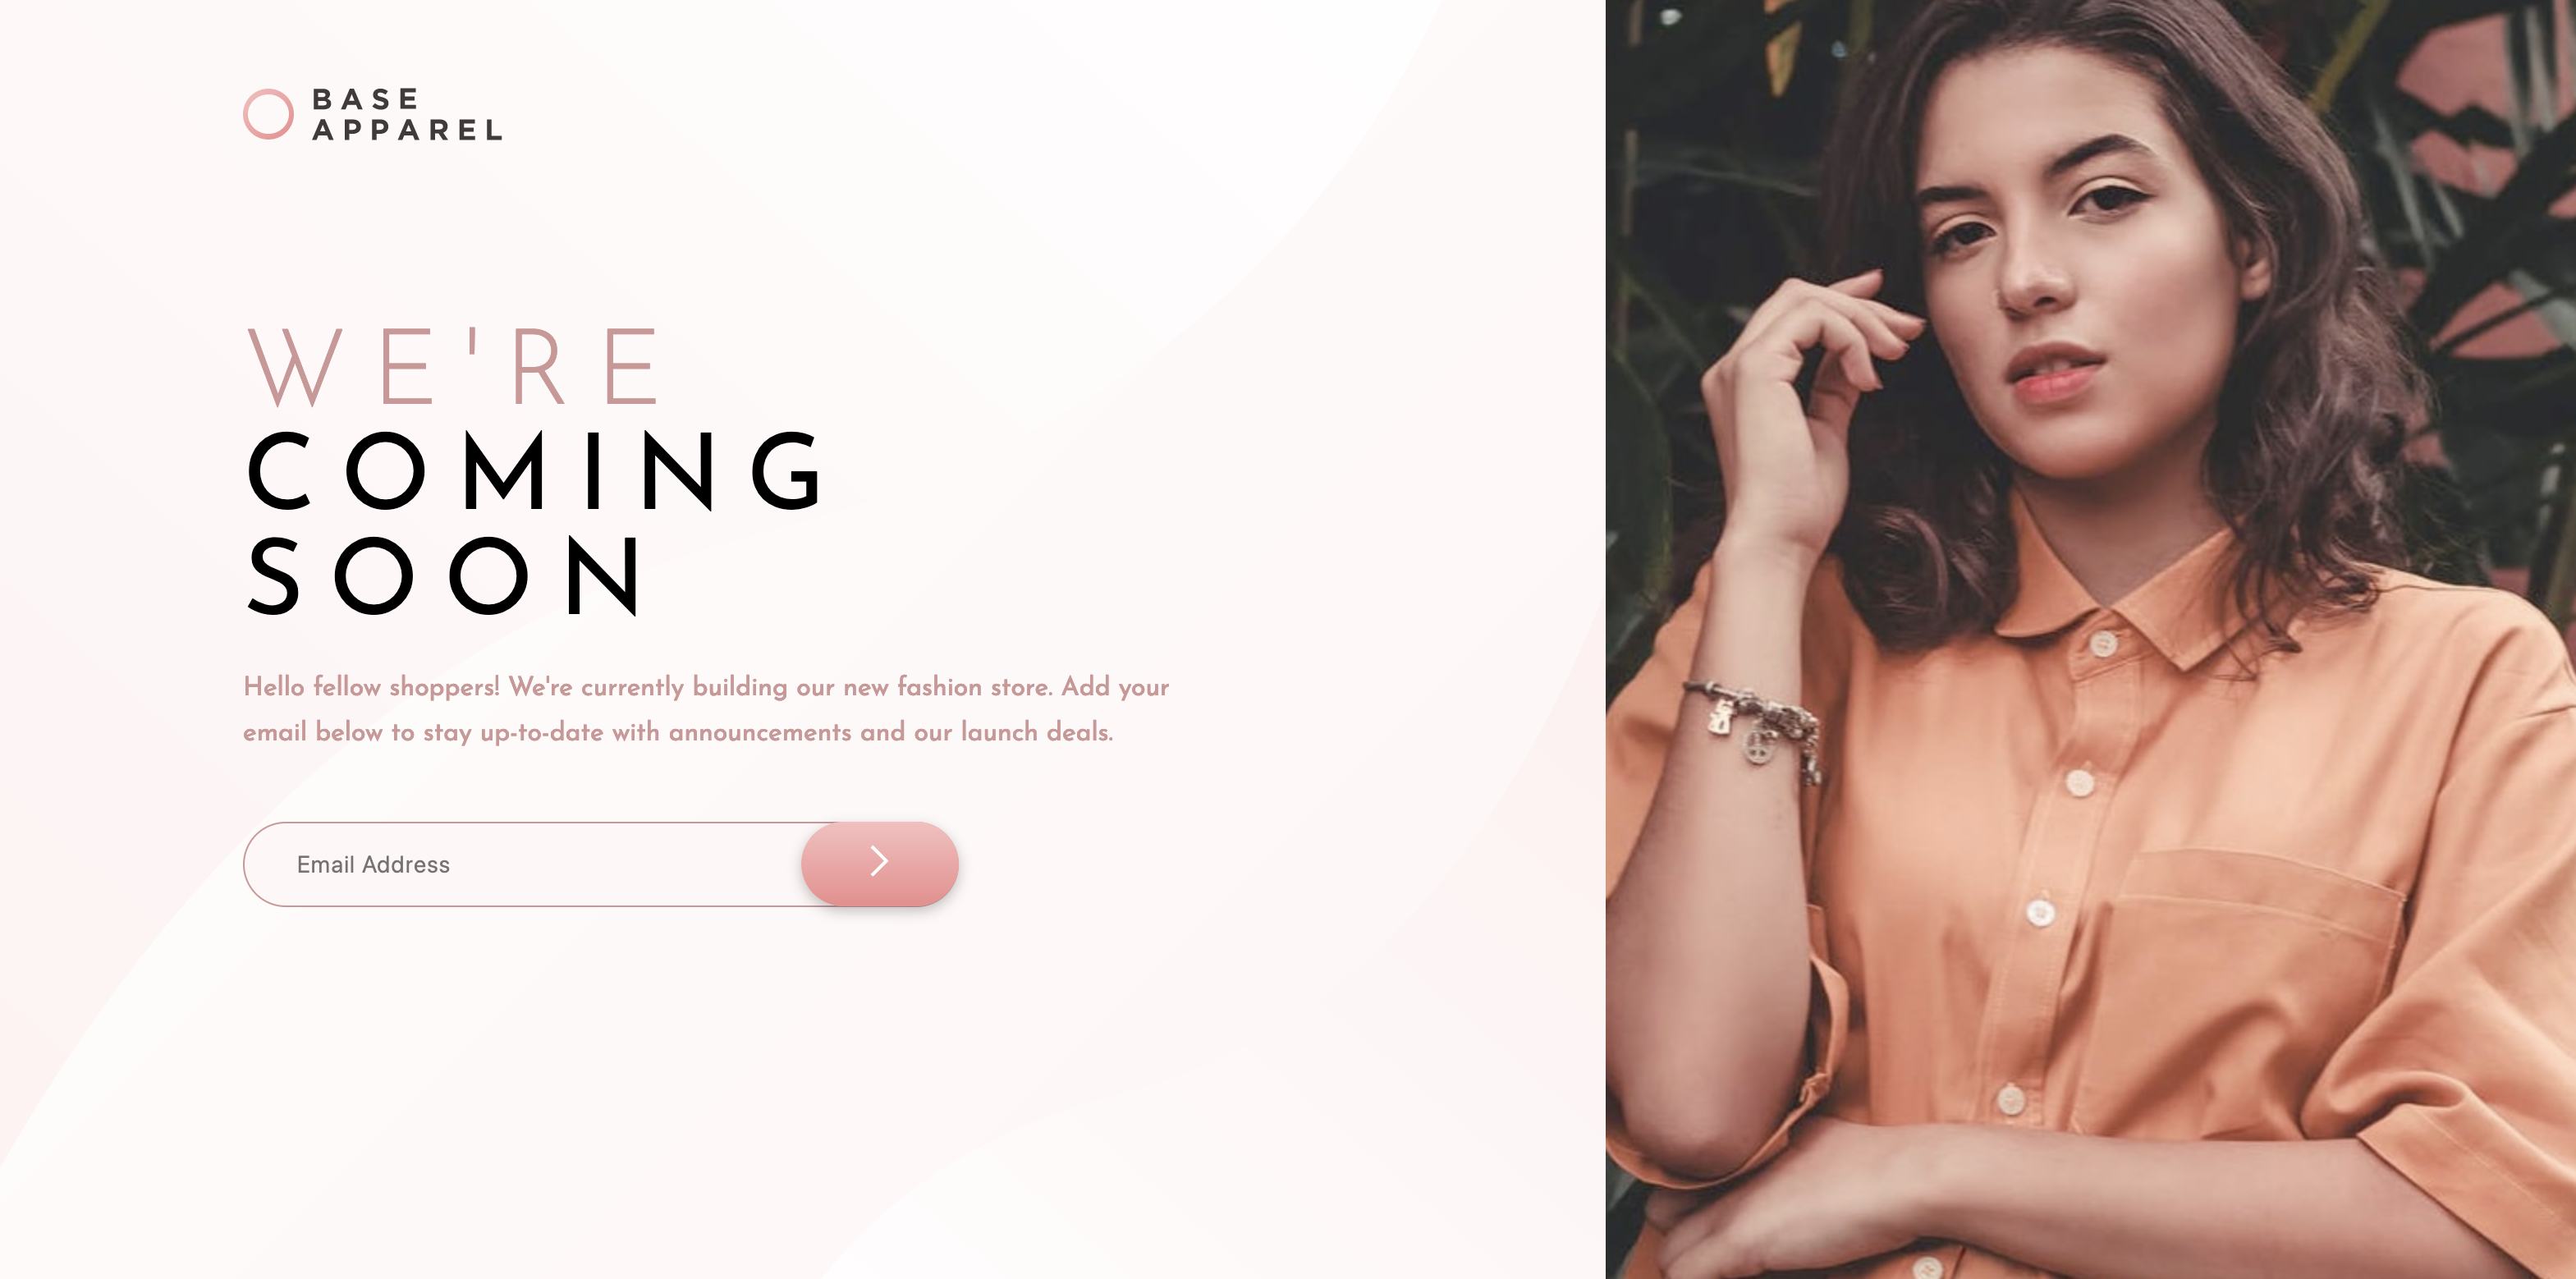 BASE
APPAREL
WE'RE
COMING
SOON
Hello fellow shoppers! We're currently building our new fashion store. Add your
email below to stay up-to-date with announcements and our launch deals.
Email Address